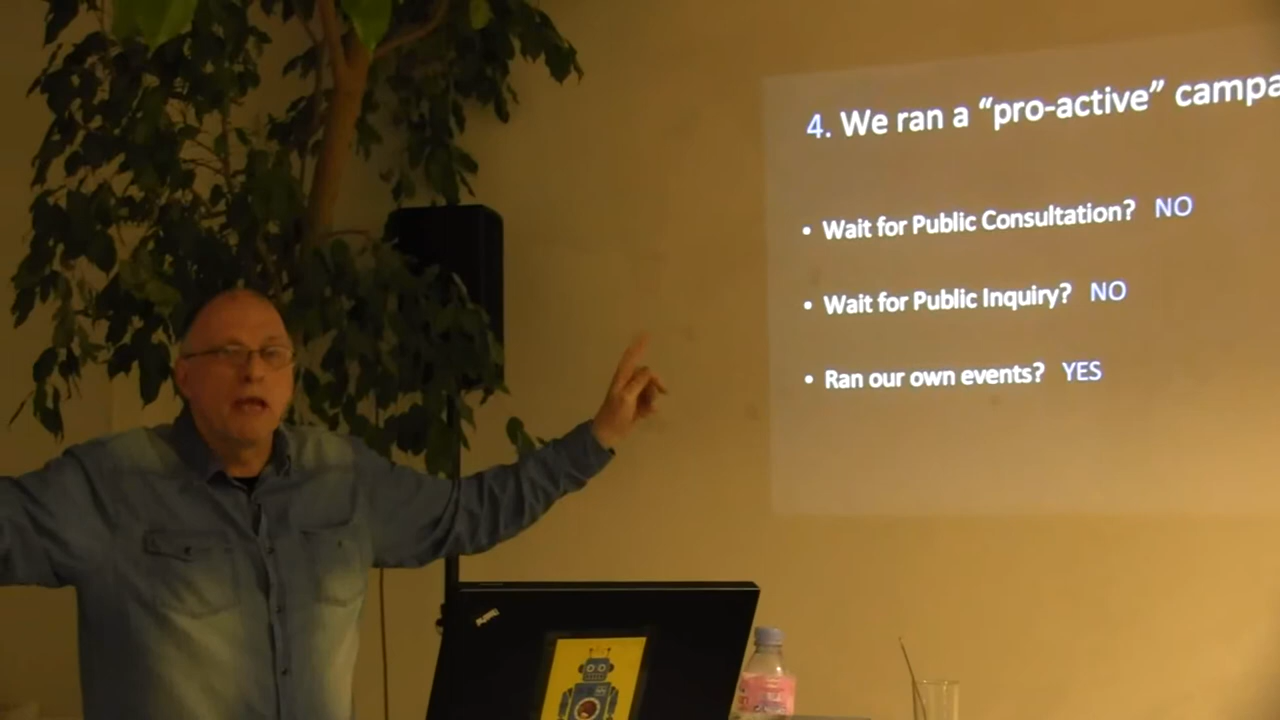 4. We ran a “pro-active” campa
• Wait for Public Consultation? NO
• Wait for Public Inquiry? NO
• Ran our own events? YES